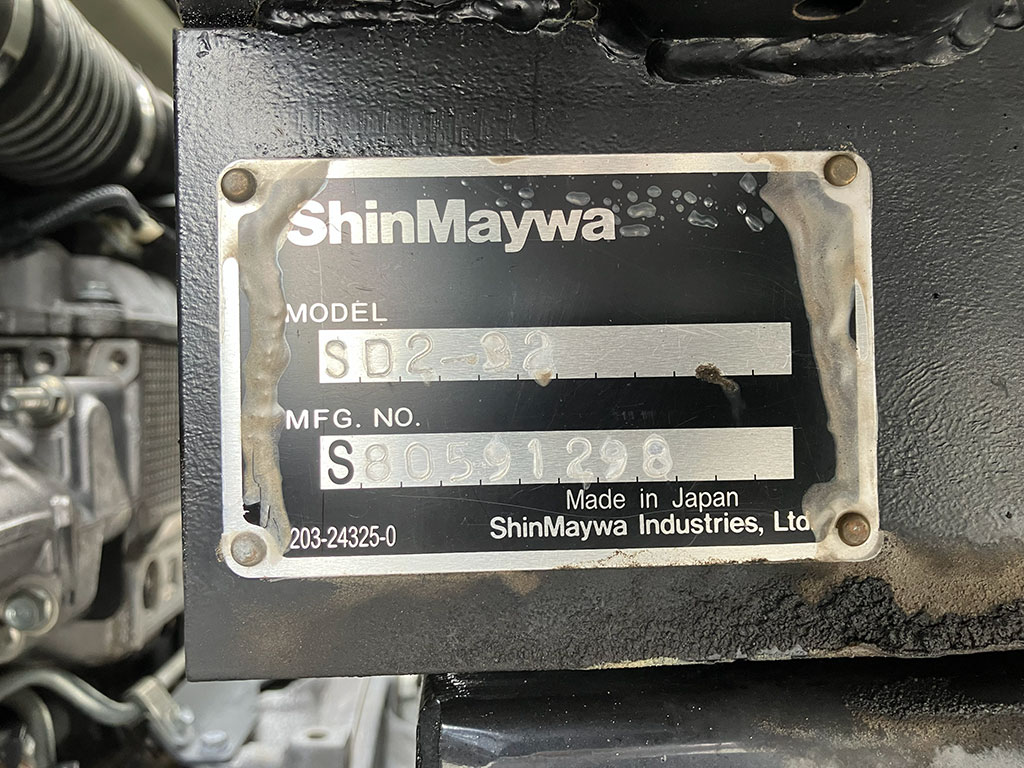 ShinMaywa
MODEL
SD2-32
MFG. NO.
S80591298
Made in Japan
203-24325-0
ShinMaywa Industries, Ltd.